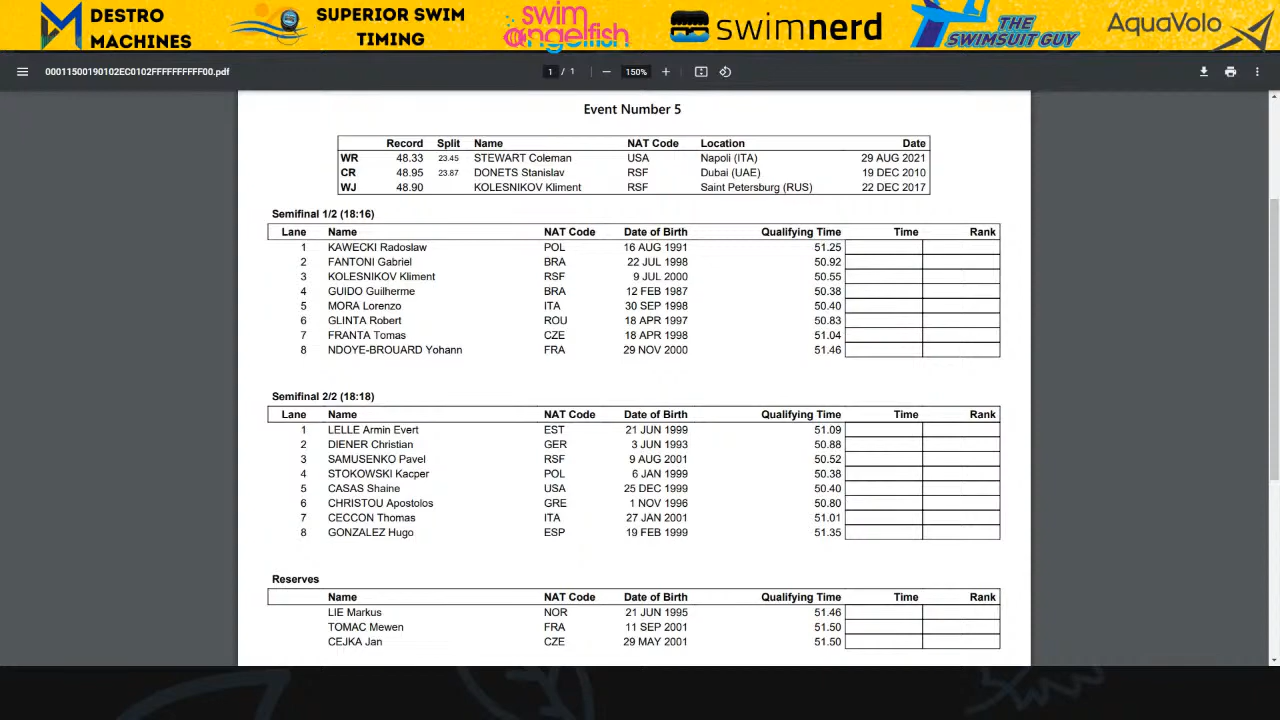 DESTRO MACHINES
SUPERIOR SWIM TIMING
swim angelfish
swimnerd
THE SWIMSUIT GUY
AquaVolo
00011500190102EC0102FFFFFFFFFF00.pdf
1 / 1
150%
Event Number 5
Record Split Name NAT Code Location Date
WR 48.33 23.45 STEWART Coleman USA Napoli (ITA) 29 AUG 2021
CR 48.95 23.87 DONETS Stanislav RSF Dubai (UAE) 19 DEC 2010
WJ 48.90 KOLESNIKOV Kliment RSF Saint Petersburg (RUS) 22 DEC 2017
Semifinal 1/2 (18:16)
Lane Name NAT Code Date of Birth Qualifying Time Time Rank
1 KAWECKI Radoslaw POL 16 AUG 1991 51.25
2 FANTONI Gabriel BRA 22 JUL 1998 50.92
3 KOLESNIKOV Kliment RSF 9 JUL 2000 50.55
4 GUIDO Guilherme BRA 12 FEB 1987 50.38
5 MORA Lorenzo ITA 30 SEP 1998 50.40
6 GLINTA Robert ROU 18 APR 1997 50.83
7 FRANTA Tomas CZE 18 APR 1998 51.04
8 NDOYE-BROUARD Yohann FRA 29 NOV 2000 51.46
Semifinal 2/2 (18:18)
Lane Name NAT Code Date of Birth Qualifying Time Time Rank
1 LELLE Armin Evert EST 21 JUN 1999 51.09
2 DIENER Christian GER 3 JUN 1993 50.88
3 SAMUSENKO Pavel RSF 9 AUG 2001 50.52
4 STOKOWSKI Kacper POL 6 JAN 1999 50.38
5 CASAS Shaine USA 25 DEC 1999 50.40
6 CHRISTOU Apostolos GRE 1 NOV 1996 50.80
7 CECCON Thomas ITA 27 JAN 2001 51.01
8 GONZALEZ Hugo ESP 19 FEB 1999 51.35
Reserves
Name NAT Code Date of Birth Qualifying Time Time Rank
LIE Markus NOR 21 JUN 1995 51.46
TOMAC Mewen FRA 11 SEP 2001 51.50
CEJKA Jan CZE 29 MAY 2001 51.50